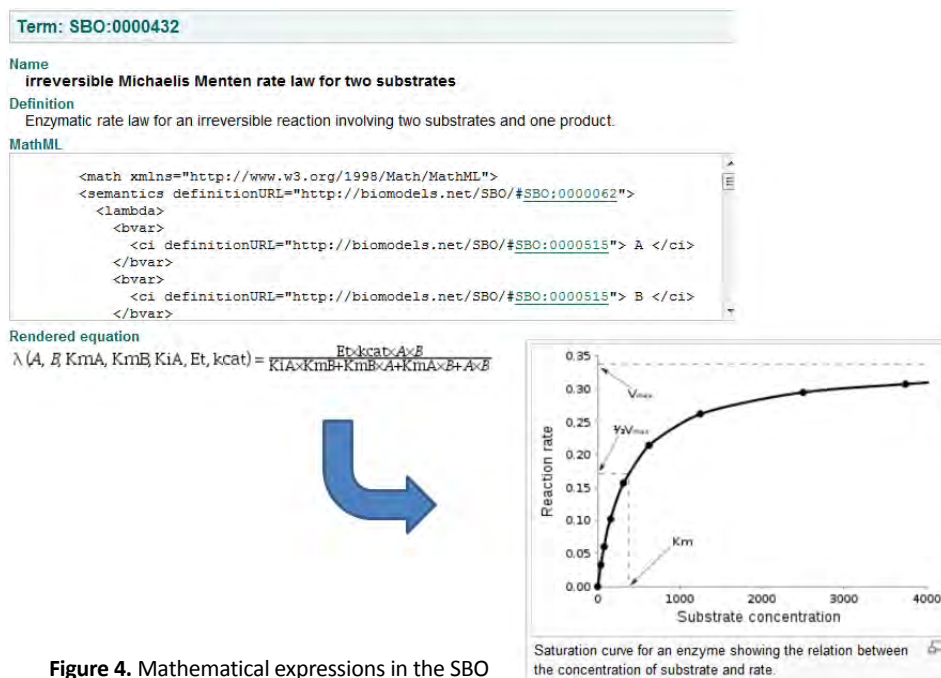 Term: SBO:0000432
Name
irreversible Michaelis Menten rate law for two substrates
Definition
Enzymatic rate law for an irreversible reaction involving two substrates and one product.
MathML
<math xmlns="http://www.w3.org/1998/Math/MathML">
<semantics definitionURL="http://biomodels.net/SBO/#SBO:0000062">
<lambda>
<bvar>
<ci definitionURL="http://biomodels.net/SBO/#SBO:0000515"> A </ci>
</bvar>
<bvar>
<ci definitionURL="http://biomodels.net/SBO/#SBO:0000515"> B </ci>
</bvar>
Rendered equation
λ (A, B, KmA, KmB, KiA, Et, kcat) = Et×kcat×A×B
KiA×KmB+KmB×A+KmA×B+A×B
0.35
0.30
0.25
0.20
0.15
0.10
0.05
0.00
Reaction rate
Vmax
½Vmax
Km
0 1000 2000 3000 4000
Substrate concentration
Saturation curve for an enzyme showing the relation between
the concentration of substrate and rate.
Figure 4. Mathematical expressions in the SBO